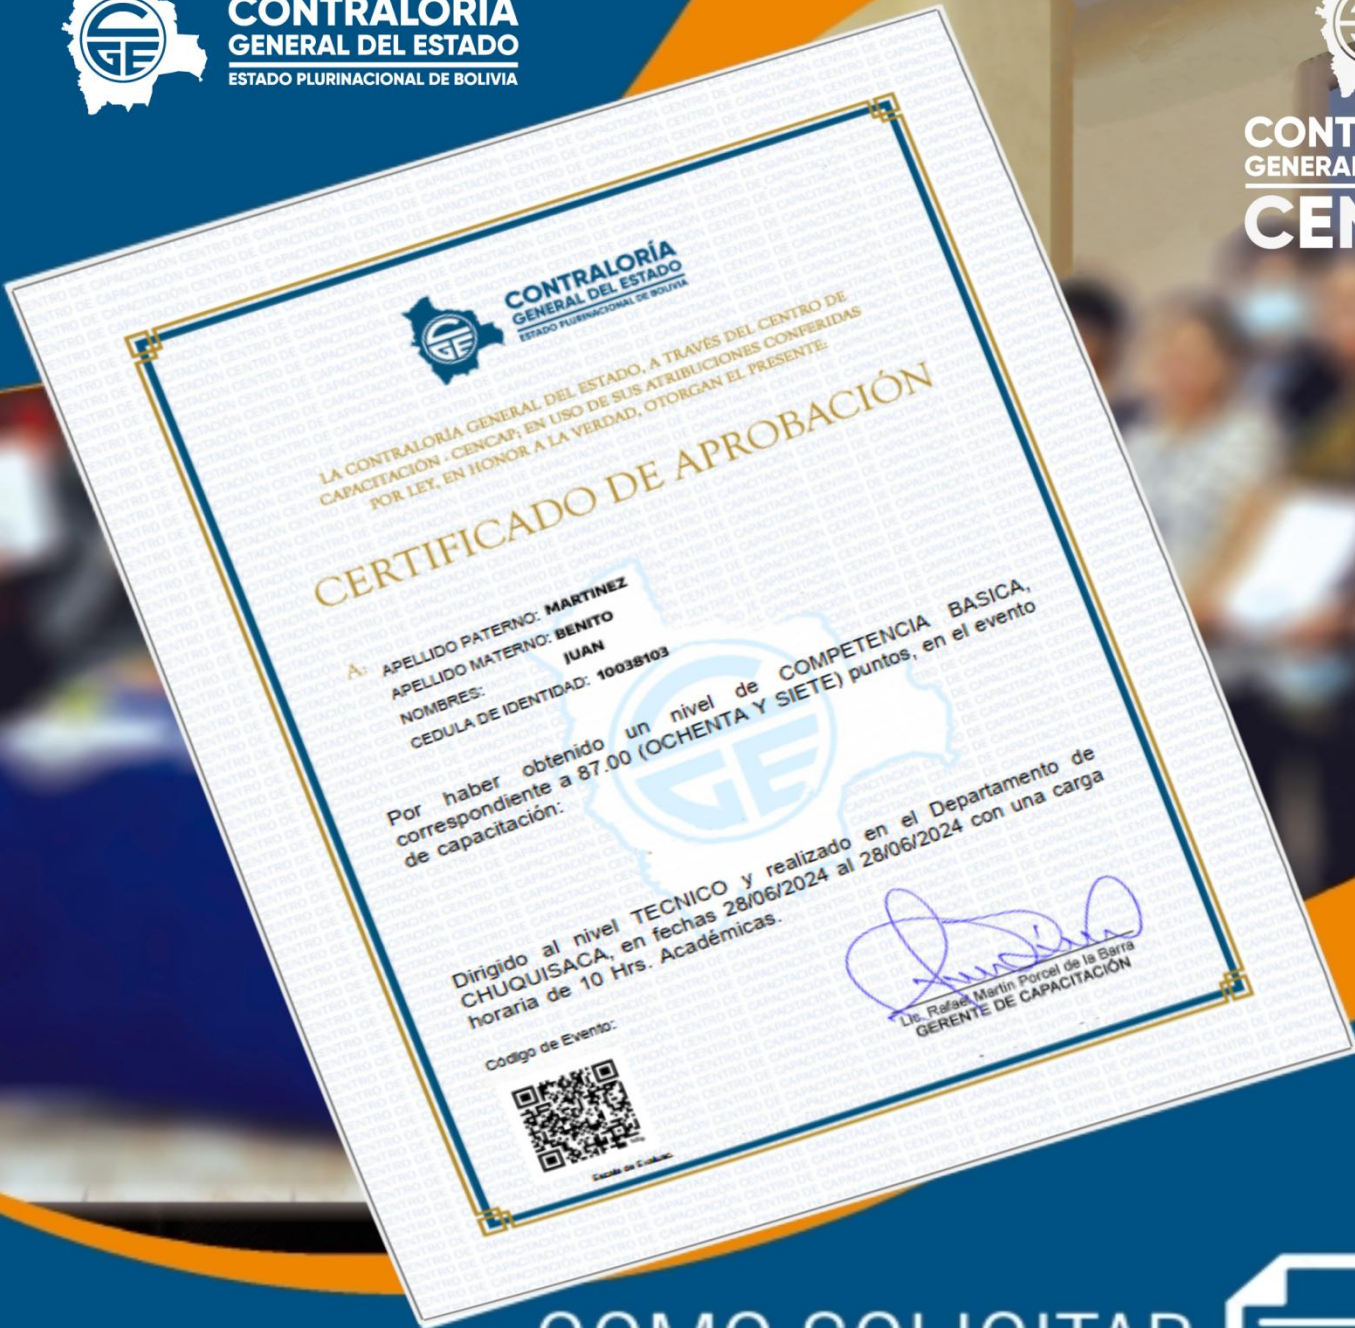 CONTRALORÍA
GENERAL DEL ESTADO
ESTADO PLURINACIONAL DE BOLIVIA
CONTRALORÍA
GENERAL DEL ESTADO
ESTADO PLURINACIONAL DE BOLIVIA
LA CONTRALORÍA GENERAL DEL ESTADO, A TRAVÉS DEL CENTRO DE
CAPACITACIÓN - CENCAP; EN USO DE SUS ATRIBUCIONES CONFERIDAS
POR LEY, EN HONOR A LA VERDAD, OTORGAN EL PRESENTE:
CERTIFICADO DE APROBACIÓN
A: APELLIDO PATERNO: MARTINEZ
APELLIDO MATERNO: BENITO
NOMBRES: JUAN
CEDULA DE IDENTIDAD: 10038103
Por haber obtenido un nivel de COMPETENCIA BASICA,
correspondiente a 87.00 (OCHENTA Y SIETE) puntos, en el evento
de capacitación:
Dirigido al nivel TECNICO y realizado en el Departamento de
CHUQUISACA, en fechas 28/06/2024 al 28/06/2024 con una carga
horaria de 10 Hrs. Académicas.
Lic. Rafael Martin Porcel de la Barra
GERENTE DE CAPACITACIÓN
Código de Evento:
CONT
GENERAL
CEN
COMO SOLICITAR